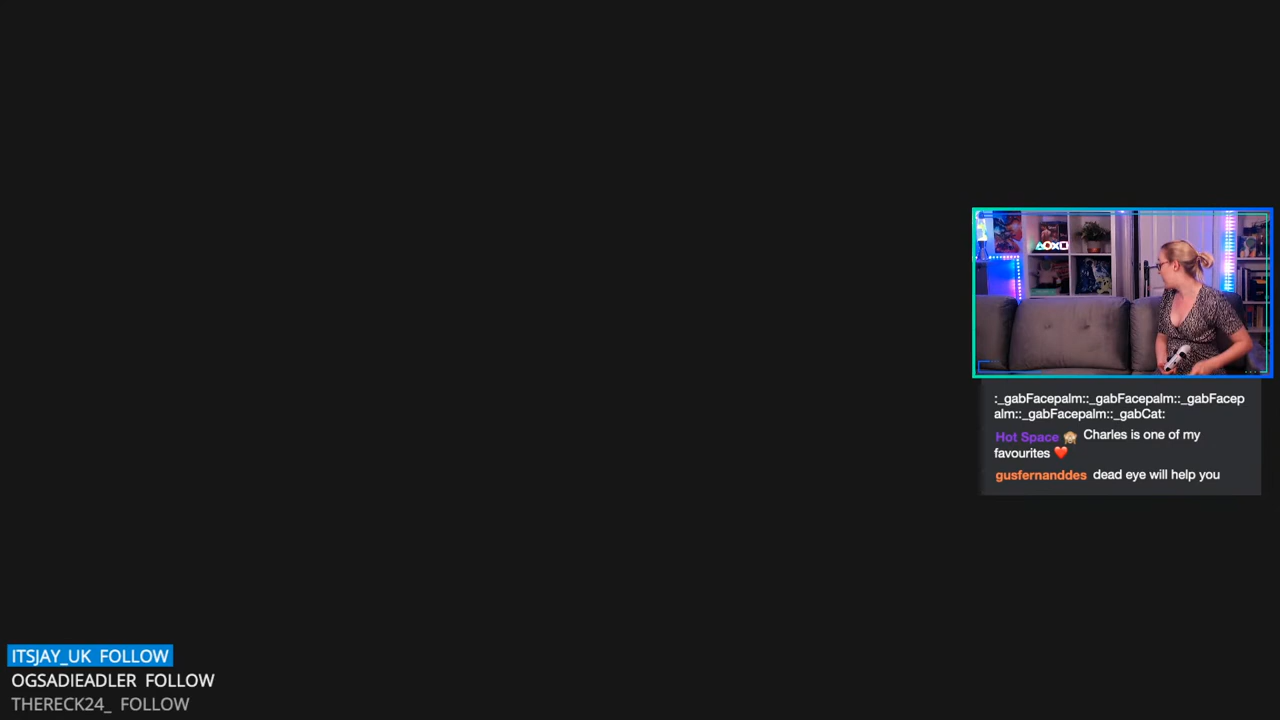 :_gabFacepalm::_gabFacepalm::_gabFacep
alm::_gabFacepalm::_gabCat:
Hot Space 🙊 Charles is one of my
favourites ❤️
gusfernanddes dead eye will help you
ITSJAY_UK FOLLOW
OGSADIEADLER FOLLOW
THERECK24_ FOLLOW